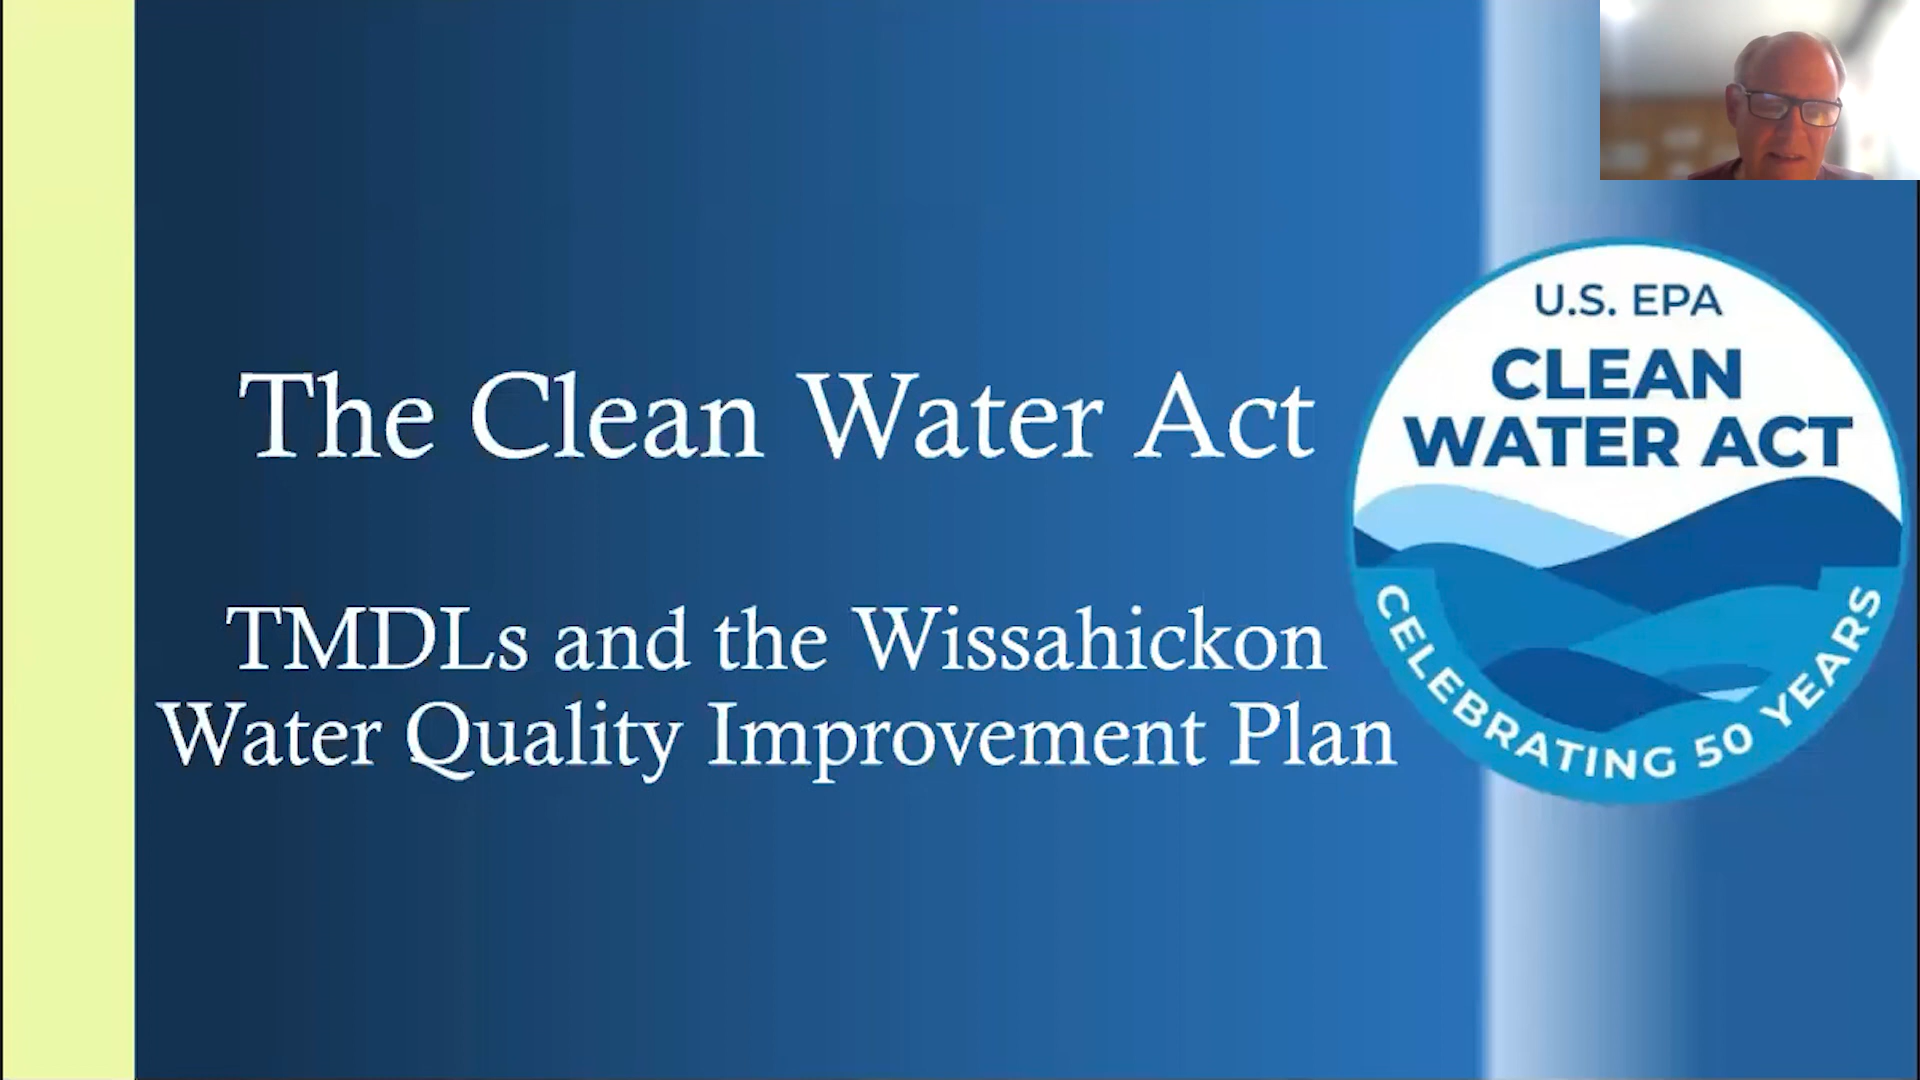 The Clean Water Act
TMDLs and the Wissahickon
Water Quality Improvement Plan
U.S. EPA
CLEAN
WATER ACT
CELEBRATING 50 YEARS